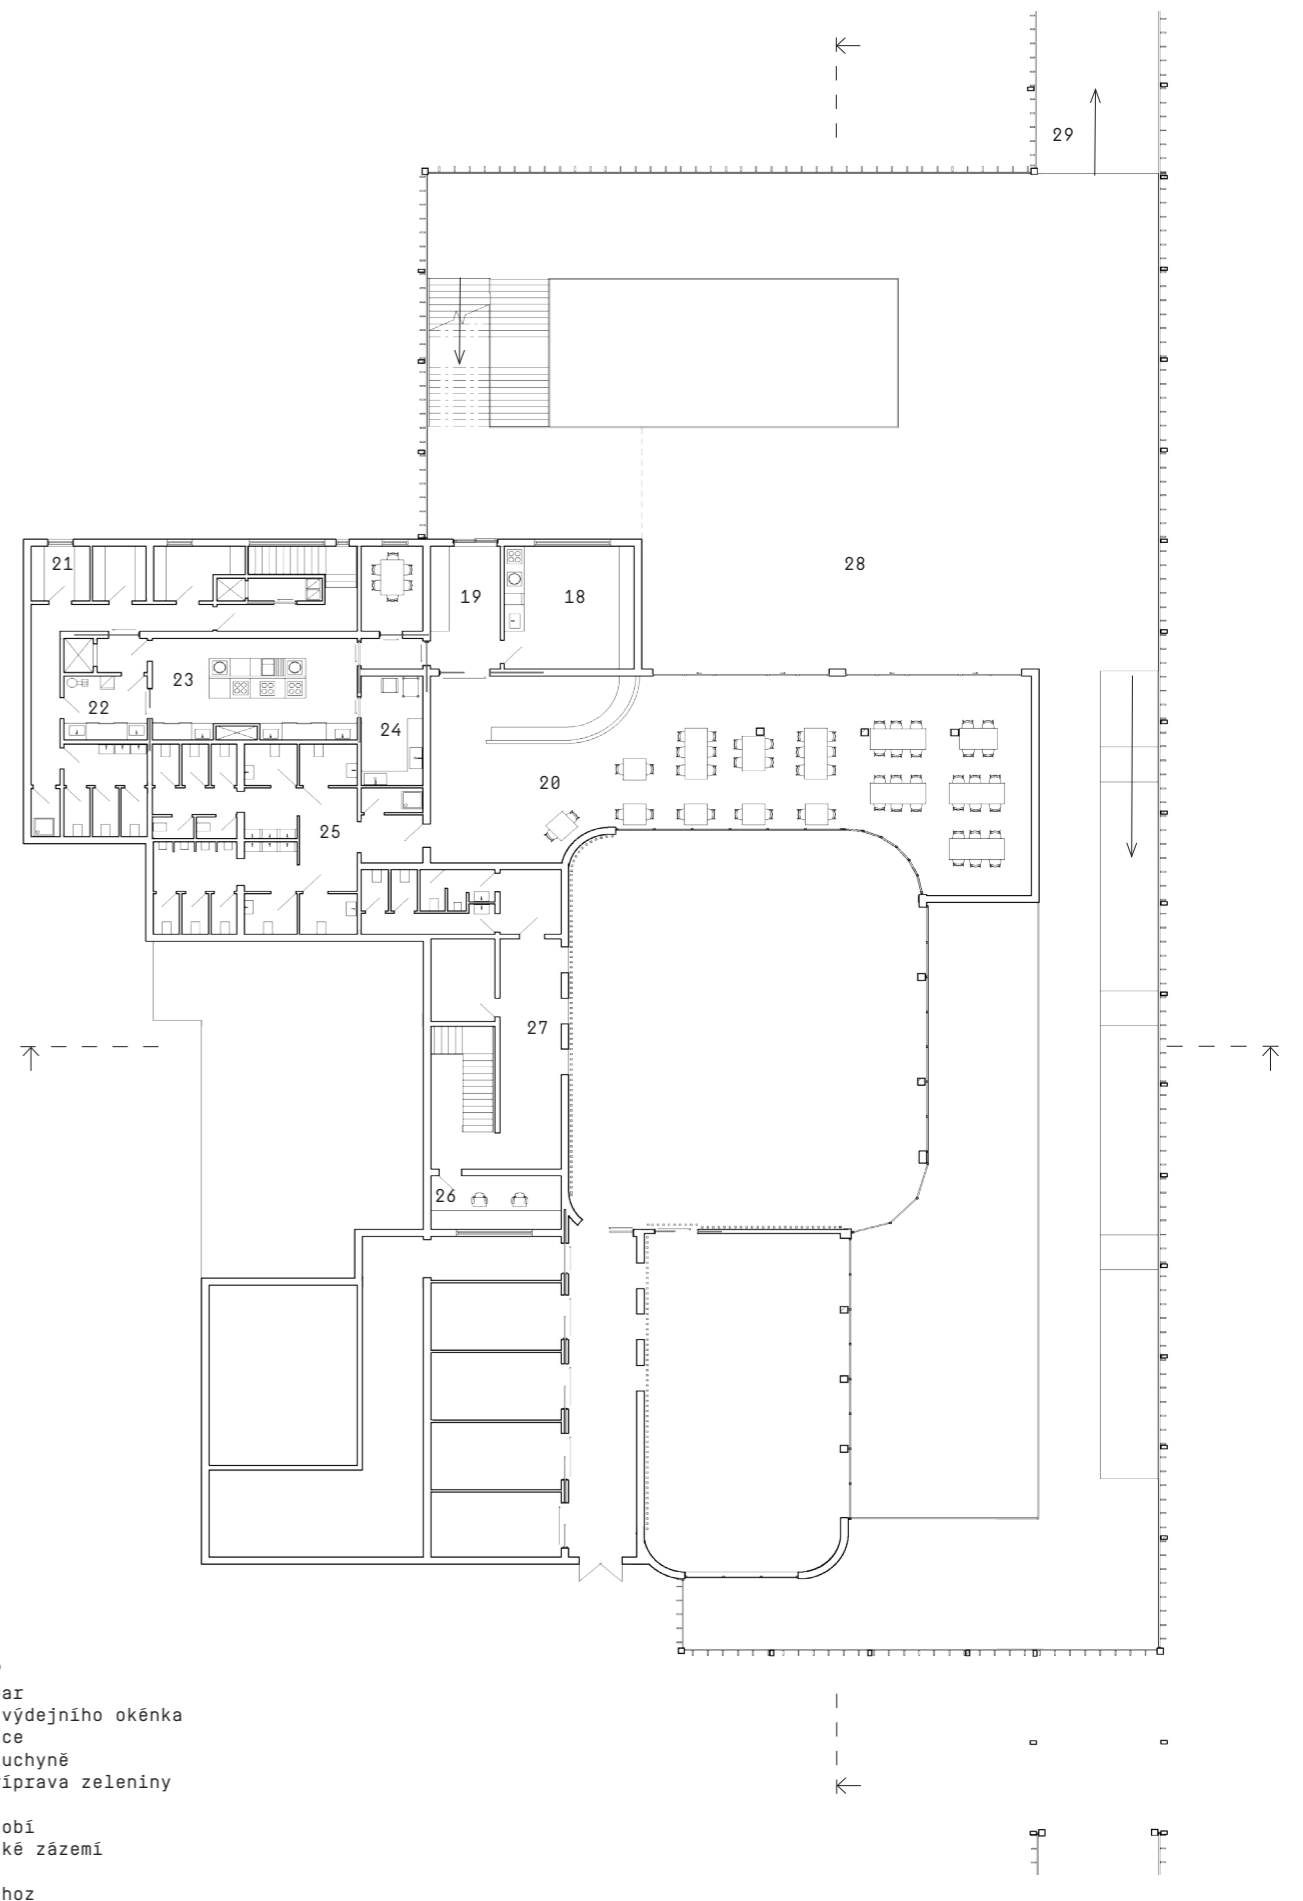 29
28
21
19
18
23
22
24
20
25
27
26
ar
výdejního okénka
ce
uchyně
íprava zeleniny
obí
ké zázemí
hoz